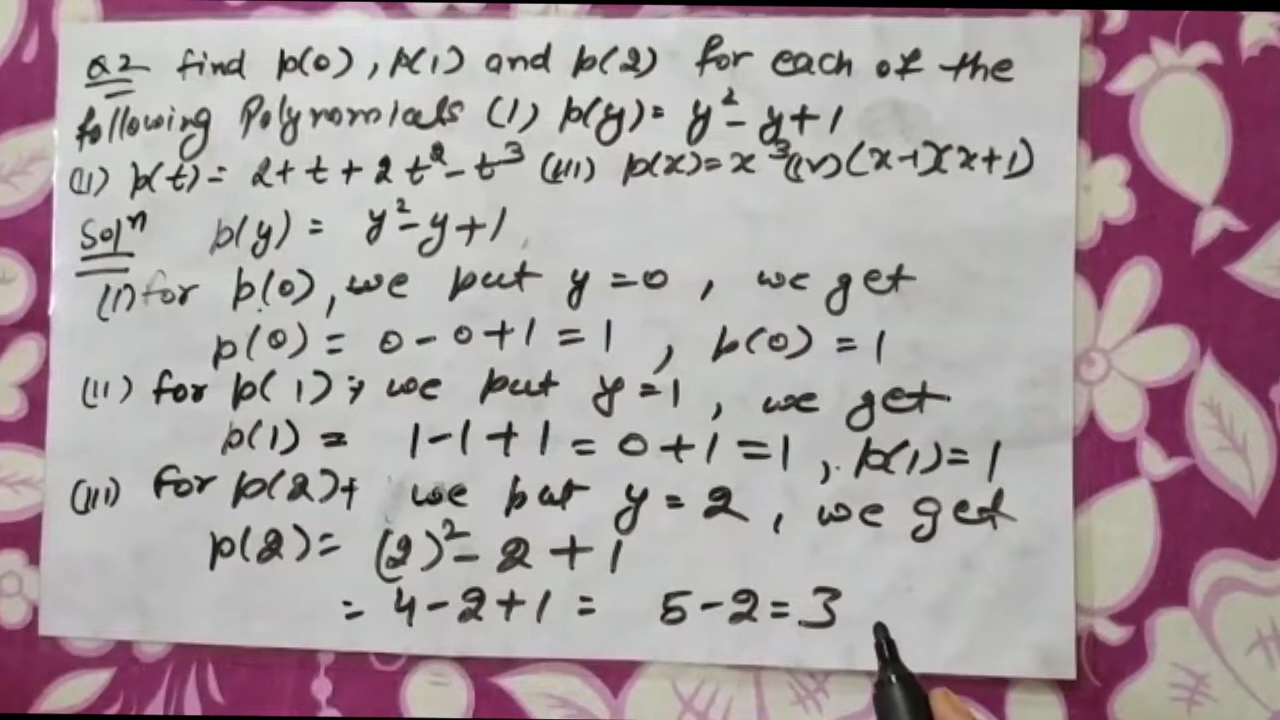 Q2 find p(0), p(1) and p(2) for each of the
following Polynomials (I) p(y)= y²-y+1
(II) p(t)= 2+t+2t²-t³ (III) p(x)=x³ (IV) (x-1)(x+1)
Solⁿ p(y) = y²-y+1
(I) for p(0), we put y=0, we get
p(0) = 0-0+1 = 1, p(0) = 1
(II) for p(1), we put y=1, we get
p(1) = 1-1+1 = 0+1=1, p(1)=1
(III) for p(2), we put y=2, we get
p(2) = (2)²-2+1
= 4-2+1 = 5-2=3